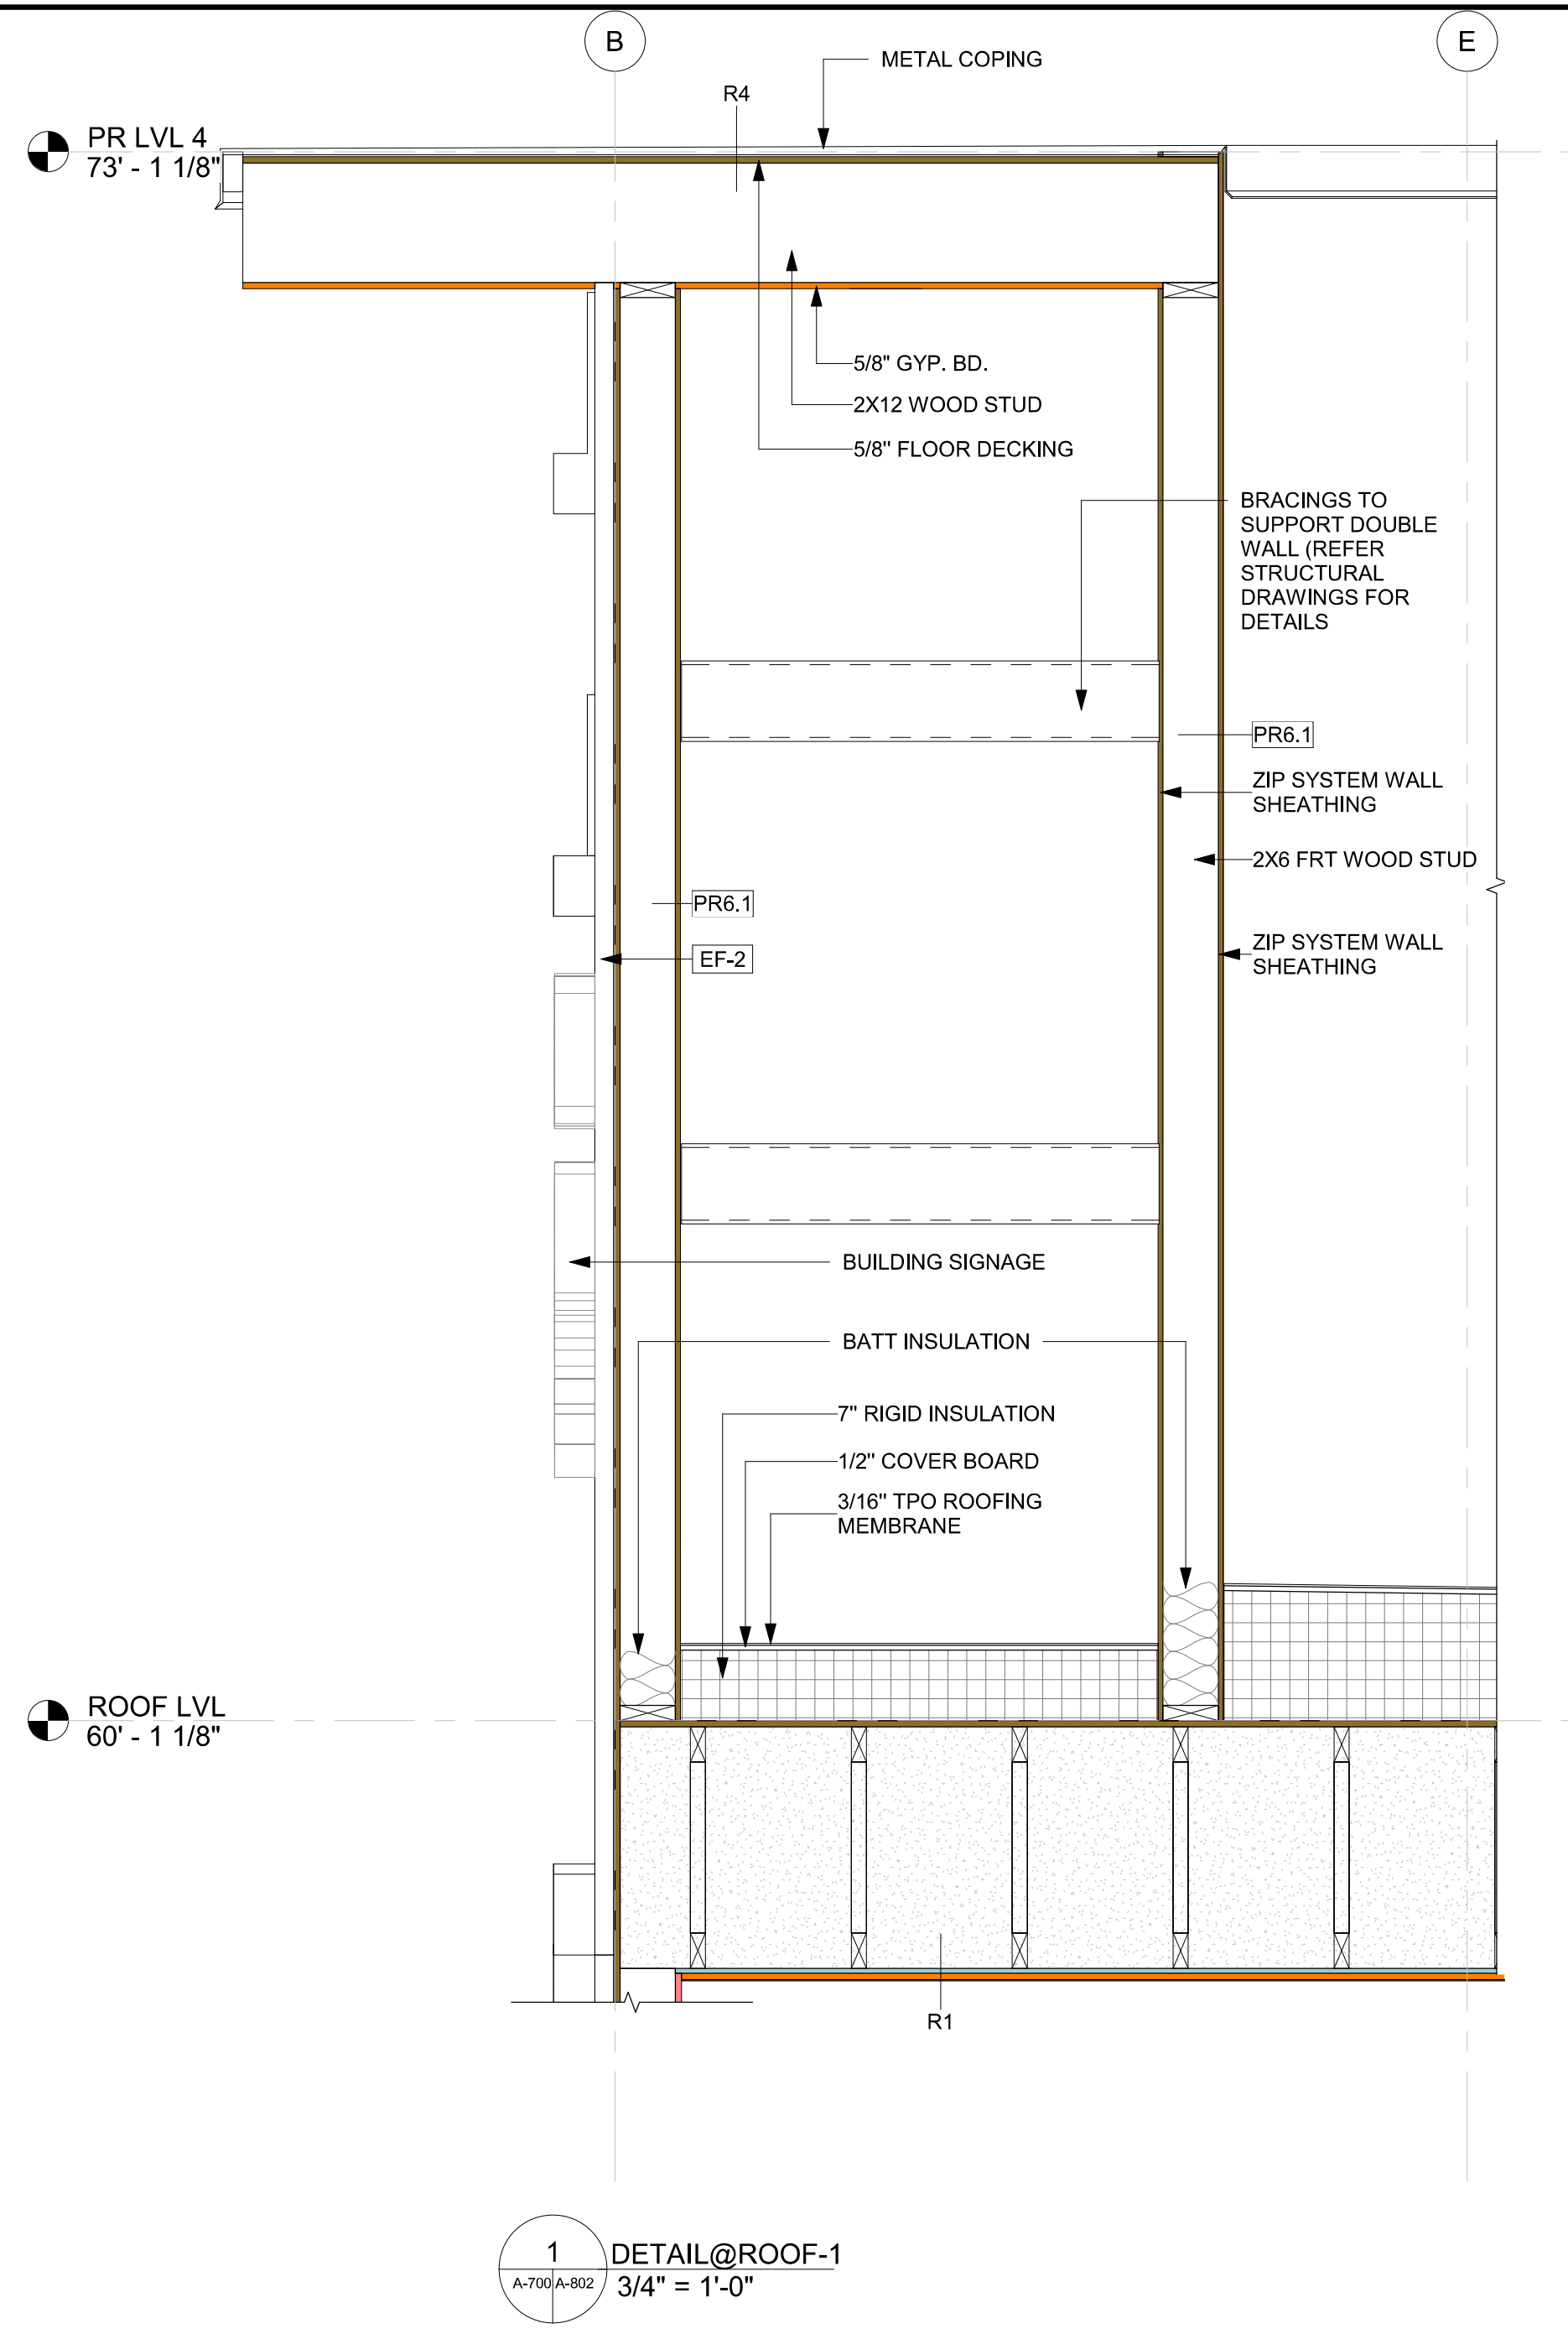 B
E
METAL COPING
R4
PR LVL 4
73' - 1 1/8"
5/8" GYP. BD.
2X12 WOOD STUD
5/8" FLOOR DECKING
BRACINGS TO
SUPPORT DOUBLE
WALL (REFER
STRUCTURAL
DRAWINGS FOR
DETAILS
PR6.1
ZIP SYSTEM WALL
SHEATHING
2X6 FRT WOOD STUD
PR6.1
ZIP SYSTEM WALL
SHEATHING
EF-2
BUILDING SIGNAGE
BATT INSULATION
7" RIGID INSULATION
1/2" COVER BOARD
3/16" TPO ROOFING
MEMBRANE
ROOF LVL
60' - 1 1/8"
R1
1
A-700 A-802
DETAIL@ROOF-1
3/4" = 1'-0"